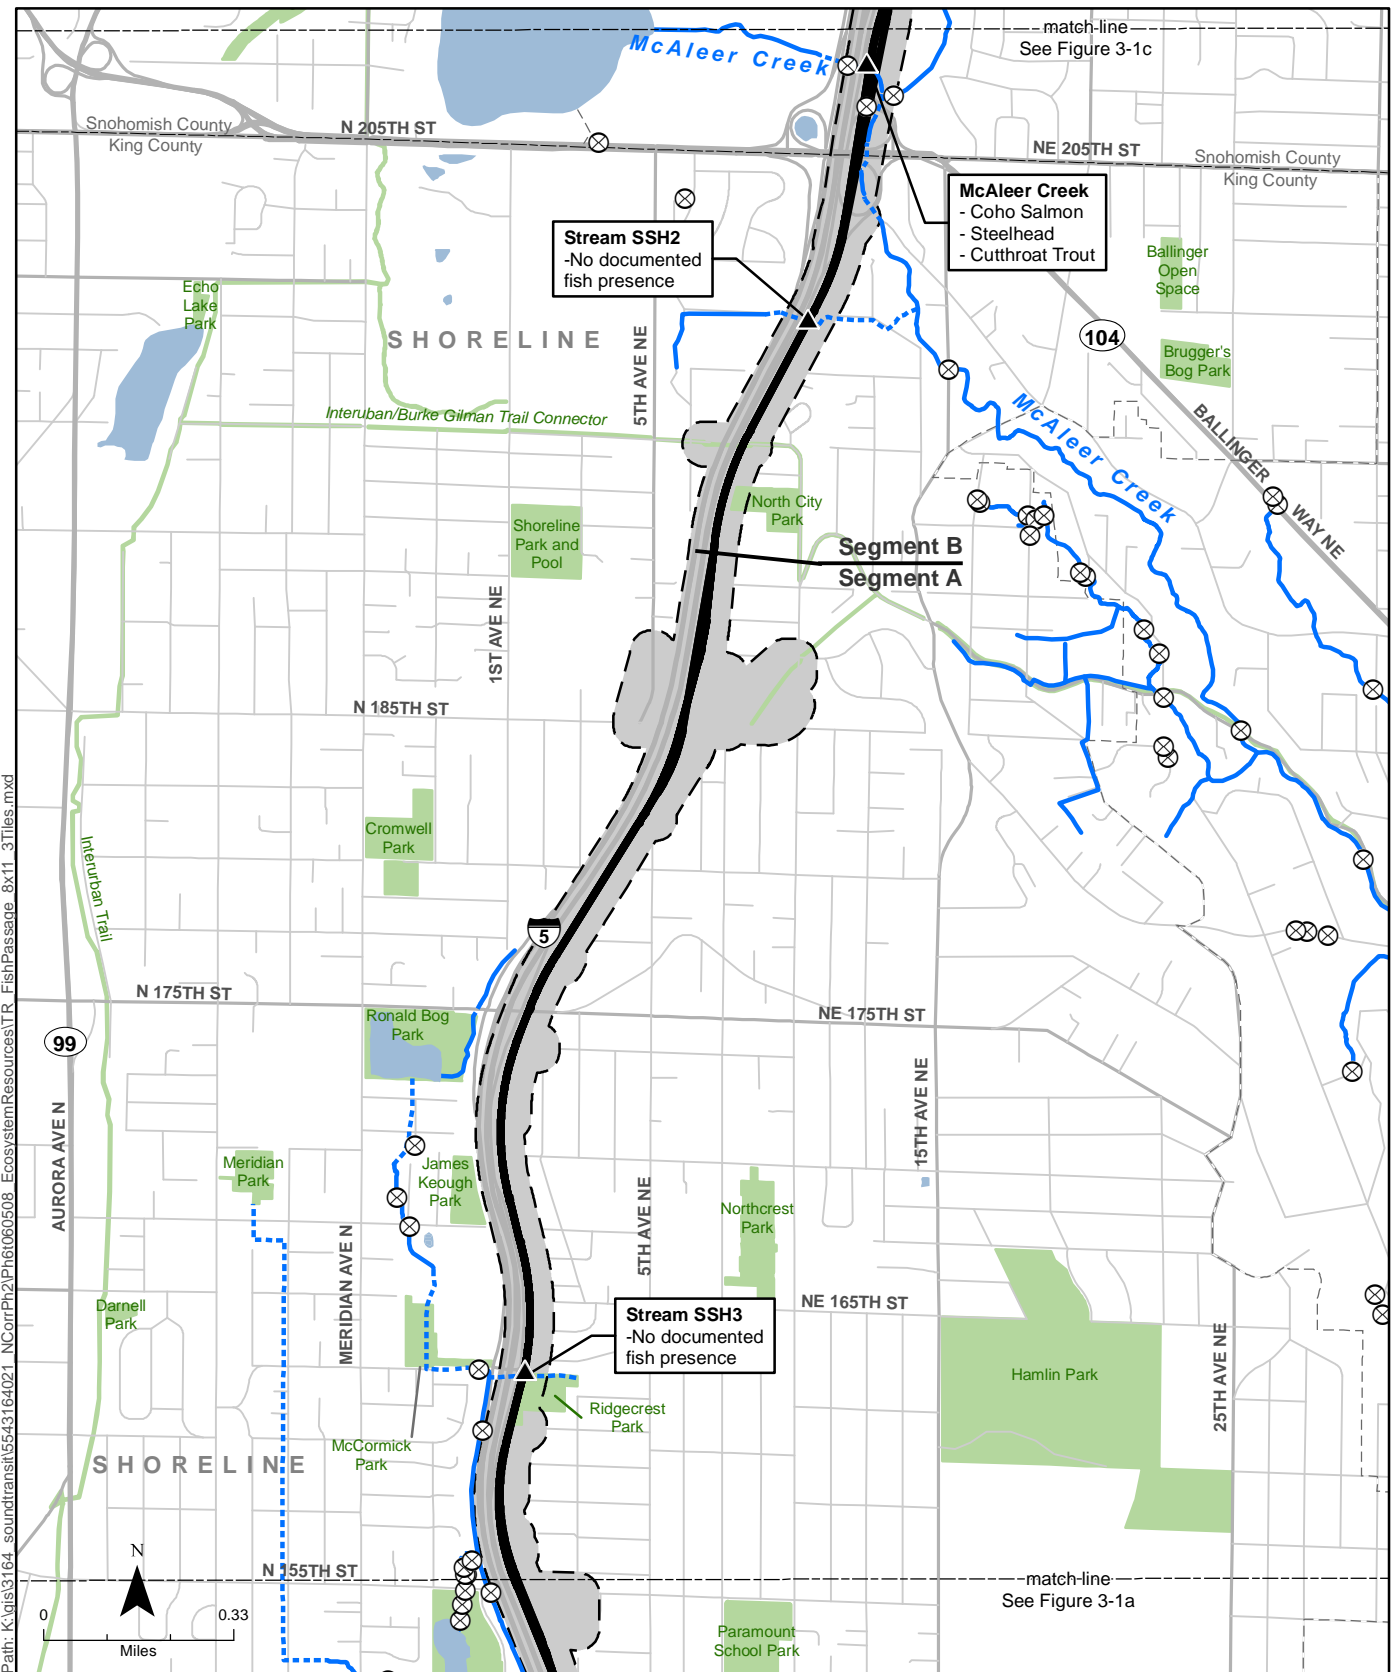 match-line
See Figure 3-1c
McAleer Creek
Snohomish County
King County
N 205TH ST
NE 205TH ST
Snohomish County
King County
McAleer Creek
- Coho Salmon
- Steelhead
- Cutthroat Trout
Stream SSH2
-No documented
fish presence
Ballinger
Open
Space
Echo
Lake
Park
SHORELINE
5TH AVE NE
104
Brugger's
Bog Park
Interuban/Burke Gilman Trail Connector
McAleer Creek
BALLINGER WAY NE
North City
Park
Shoreline
Park and
Pool
Segment B
Segment A
1ST AVE NE
N 185TH ST
Cromwell
Park
Interurban Trail
5
N 175TH ST
Ronald Bog
Park
NE 175TH ST
99
AURORA AVE N
15TH AVE NE
Meridian
Park
James
Keough
Park
5TH AVE NE
Northcrest
Park
MERIDIAN AVE N
Darnell
Park
Stream SSH3
-No documented
fish presence
NE 165TH ST
25TH AVE NE
Hamlin Park
Ridgecrest
Park
McCormick
Park
SHORELINE
N
N 155TH ST
match-line
See Figure 3-1a
0
0.33
Miles
Paramount
School Park
Path: K:\gis\3164_soundtransit\5543164021_NCorrPh2\Ph6t060508_EcosystemResources\TR_FishPassage_8x11_3Tiles.mxd